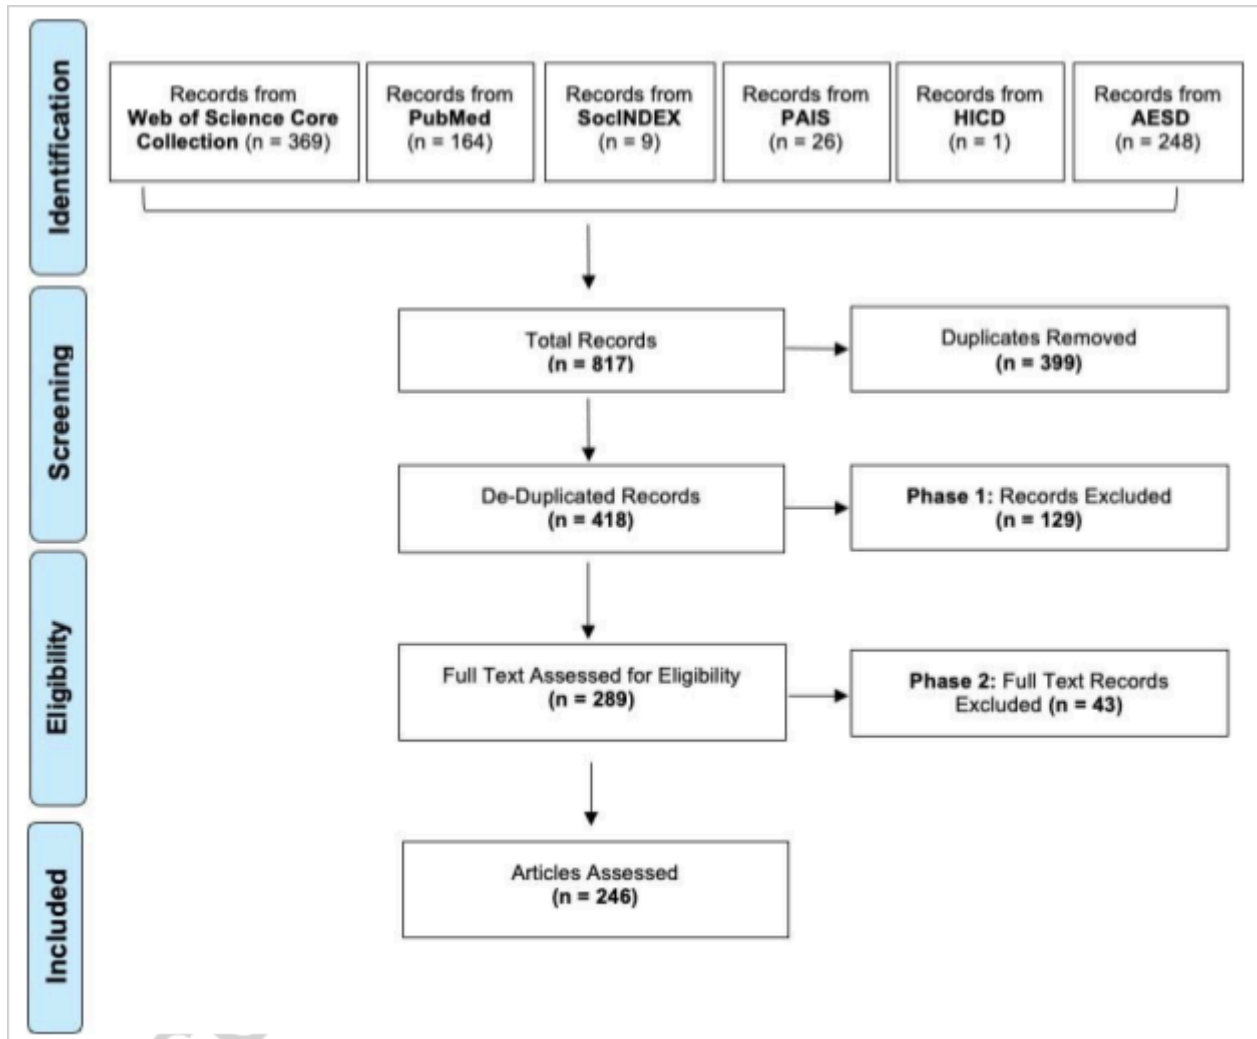 Identification
Records from
Web of Science Core
Collection (n = 369)
Records from
PubMed
(n = 164)
Records from
SocINDEX
(n = 9)
Records from
PAIS
(n = 26)
Records from
HICD
(n = 1)
Records from
AESD
(n = 248)
Screening
Total Records
(n = 817)
Duplicates Removed
(n = 399)
De-Duplicated Records
(n = 418)
Phase 1: Records Excluded
(n = 129)
Eligibility
Full Text Assessed for Eligibility
(n = 289)
Phase 2: Full Text Records
Excluded (n = 43)
Included
Articles Assessed
(n = 246)